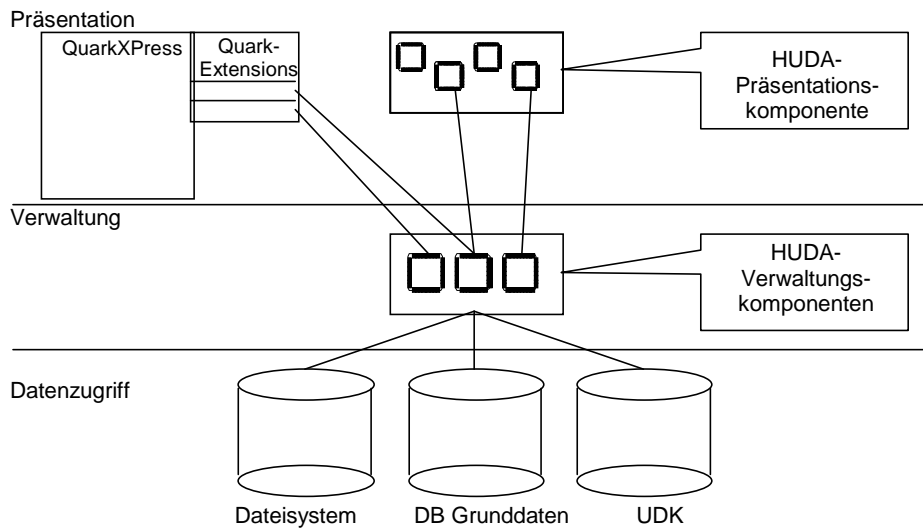 Präsentation
QuarkXPress
Quark-
Extensions
HUDA-
Präsentations-
komponente
Verwaltung
HUDA-
Verwaltungs-
komponenten
Datenzugriff
Dateisystem
DB Grunddaten
UDK